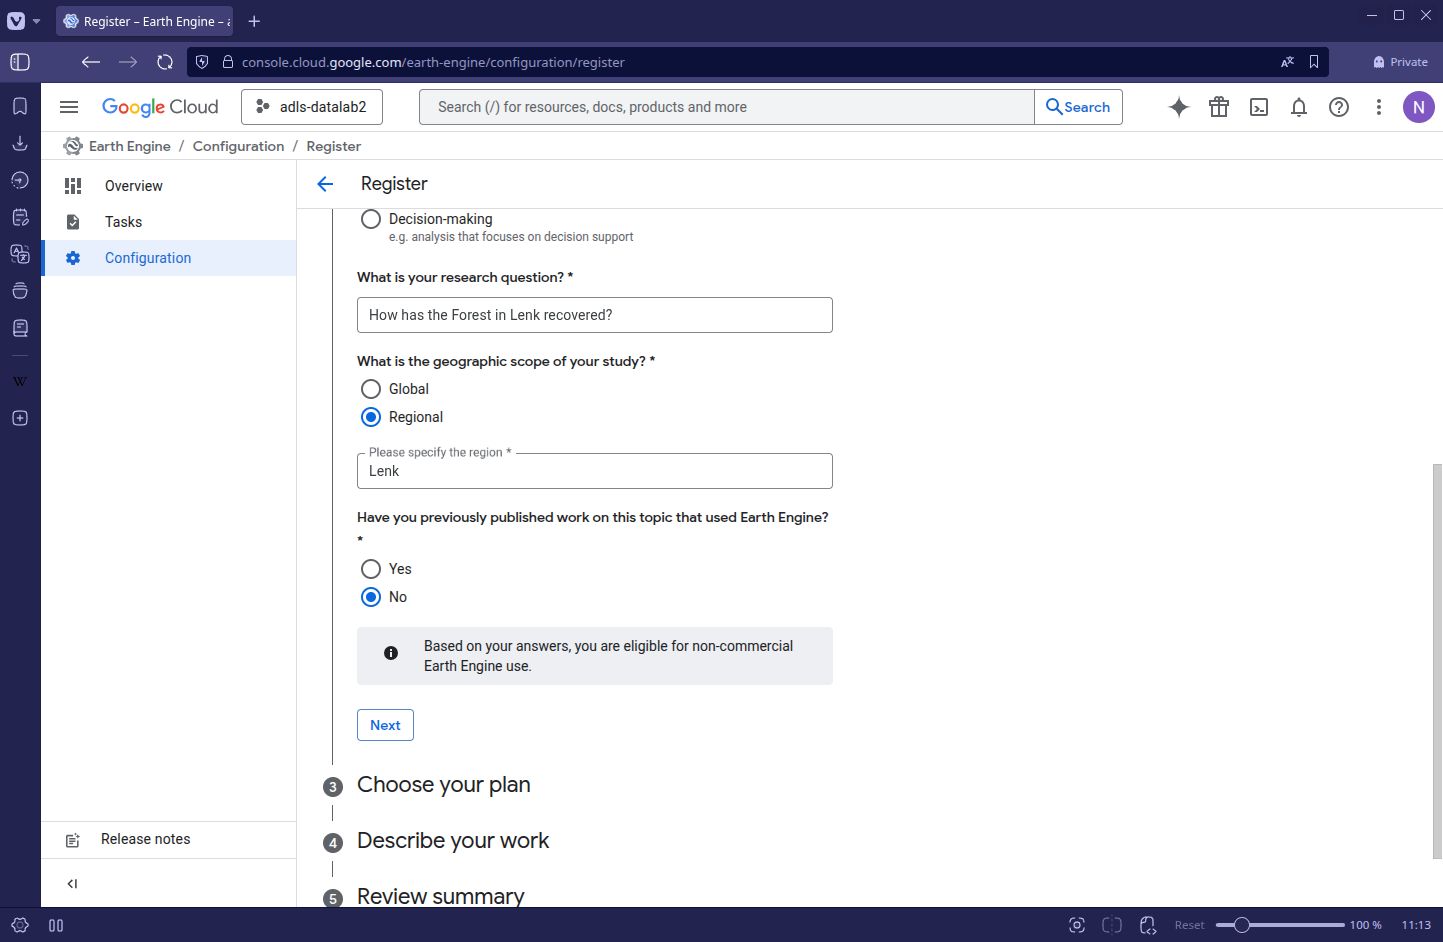 Register – Earth Engine –
console.cloud.google.com/earth-engine/configuration/register
Private
Google Cloud
adls-datalab2
Search (/) for resources, docs, products and more
Search
N
Earth Engine / Configuration / Register
Overview
Tasks
Configuration
Release notes
Register
Decision-making
e.g. analysis that focuses on decision support
What is your research question? *
How has the Forest in Lenk recovered?
What is the geographic scope of your study? *
Global
Regional
Please specify the region *
Lenk
Have you previously published work on this topic that used Earth Engine?
*
Yes
No
Based on your answers, you are eligible for non-commercial
Earth Engine use.
Next
3 Choose your plan
4 Describe your work
5 Review summary
W
Reset
100 %
11:13